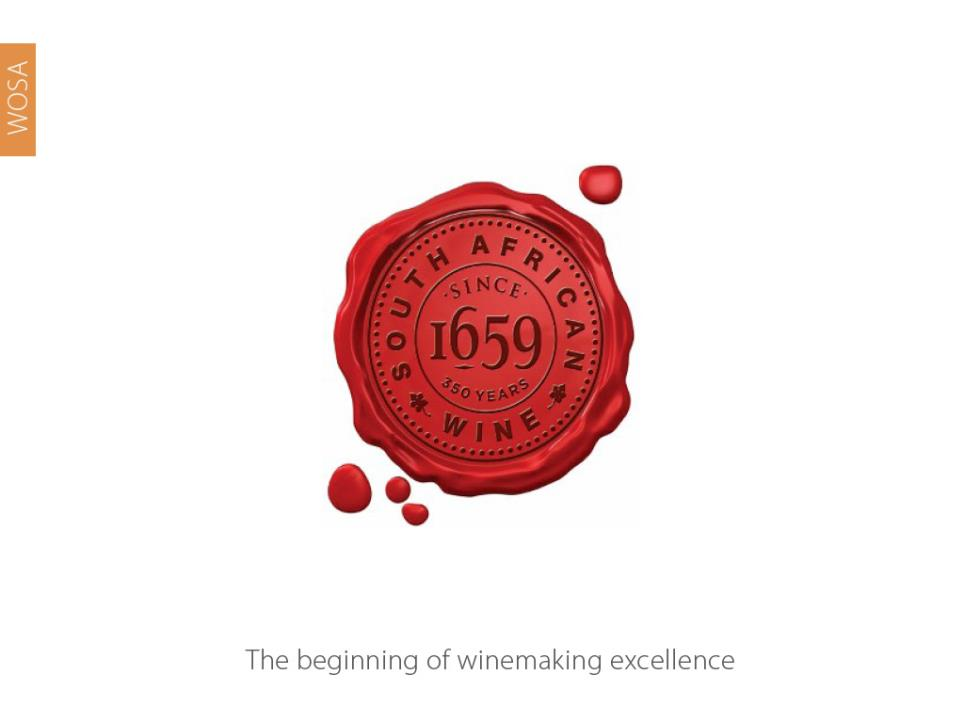 WOSA
SOUTH AFRICAN
·SINCE·
1659
350 YEARS
WINE
The beginning of winemaking excellence